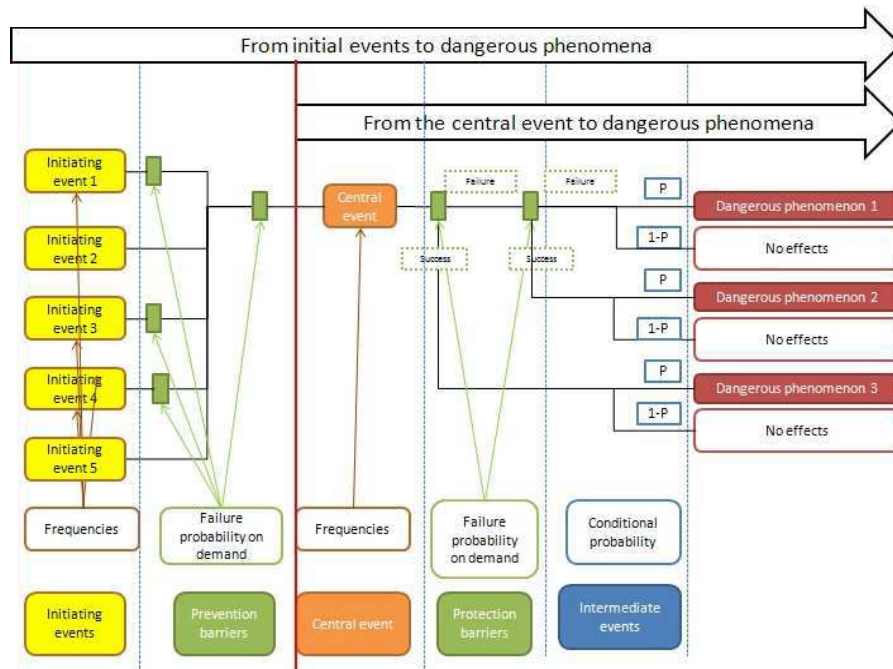 From initial events to dangerous phenomena
From the central event to dangerous phenomena
Initiating
event 1
Initiating
event 2
Initiating
event 3
Initiating
event 4
Initiating
event 5
Central
event
Failure
Failure
Success
Success
P
1-P
P
1-P
P
1-P
Dangerous phenomenon 1
No effects
Dangerous phenomenon 2
No effects
Dangerous phenomenon 3
No effects
Frequencies
Failure
probability on
demand
Frequencies
Failure
probability
on demand
Conditional
probability
Initiating
events
Prevention
barriers
Central event
Protection
barriers
Intermediate
events